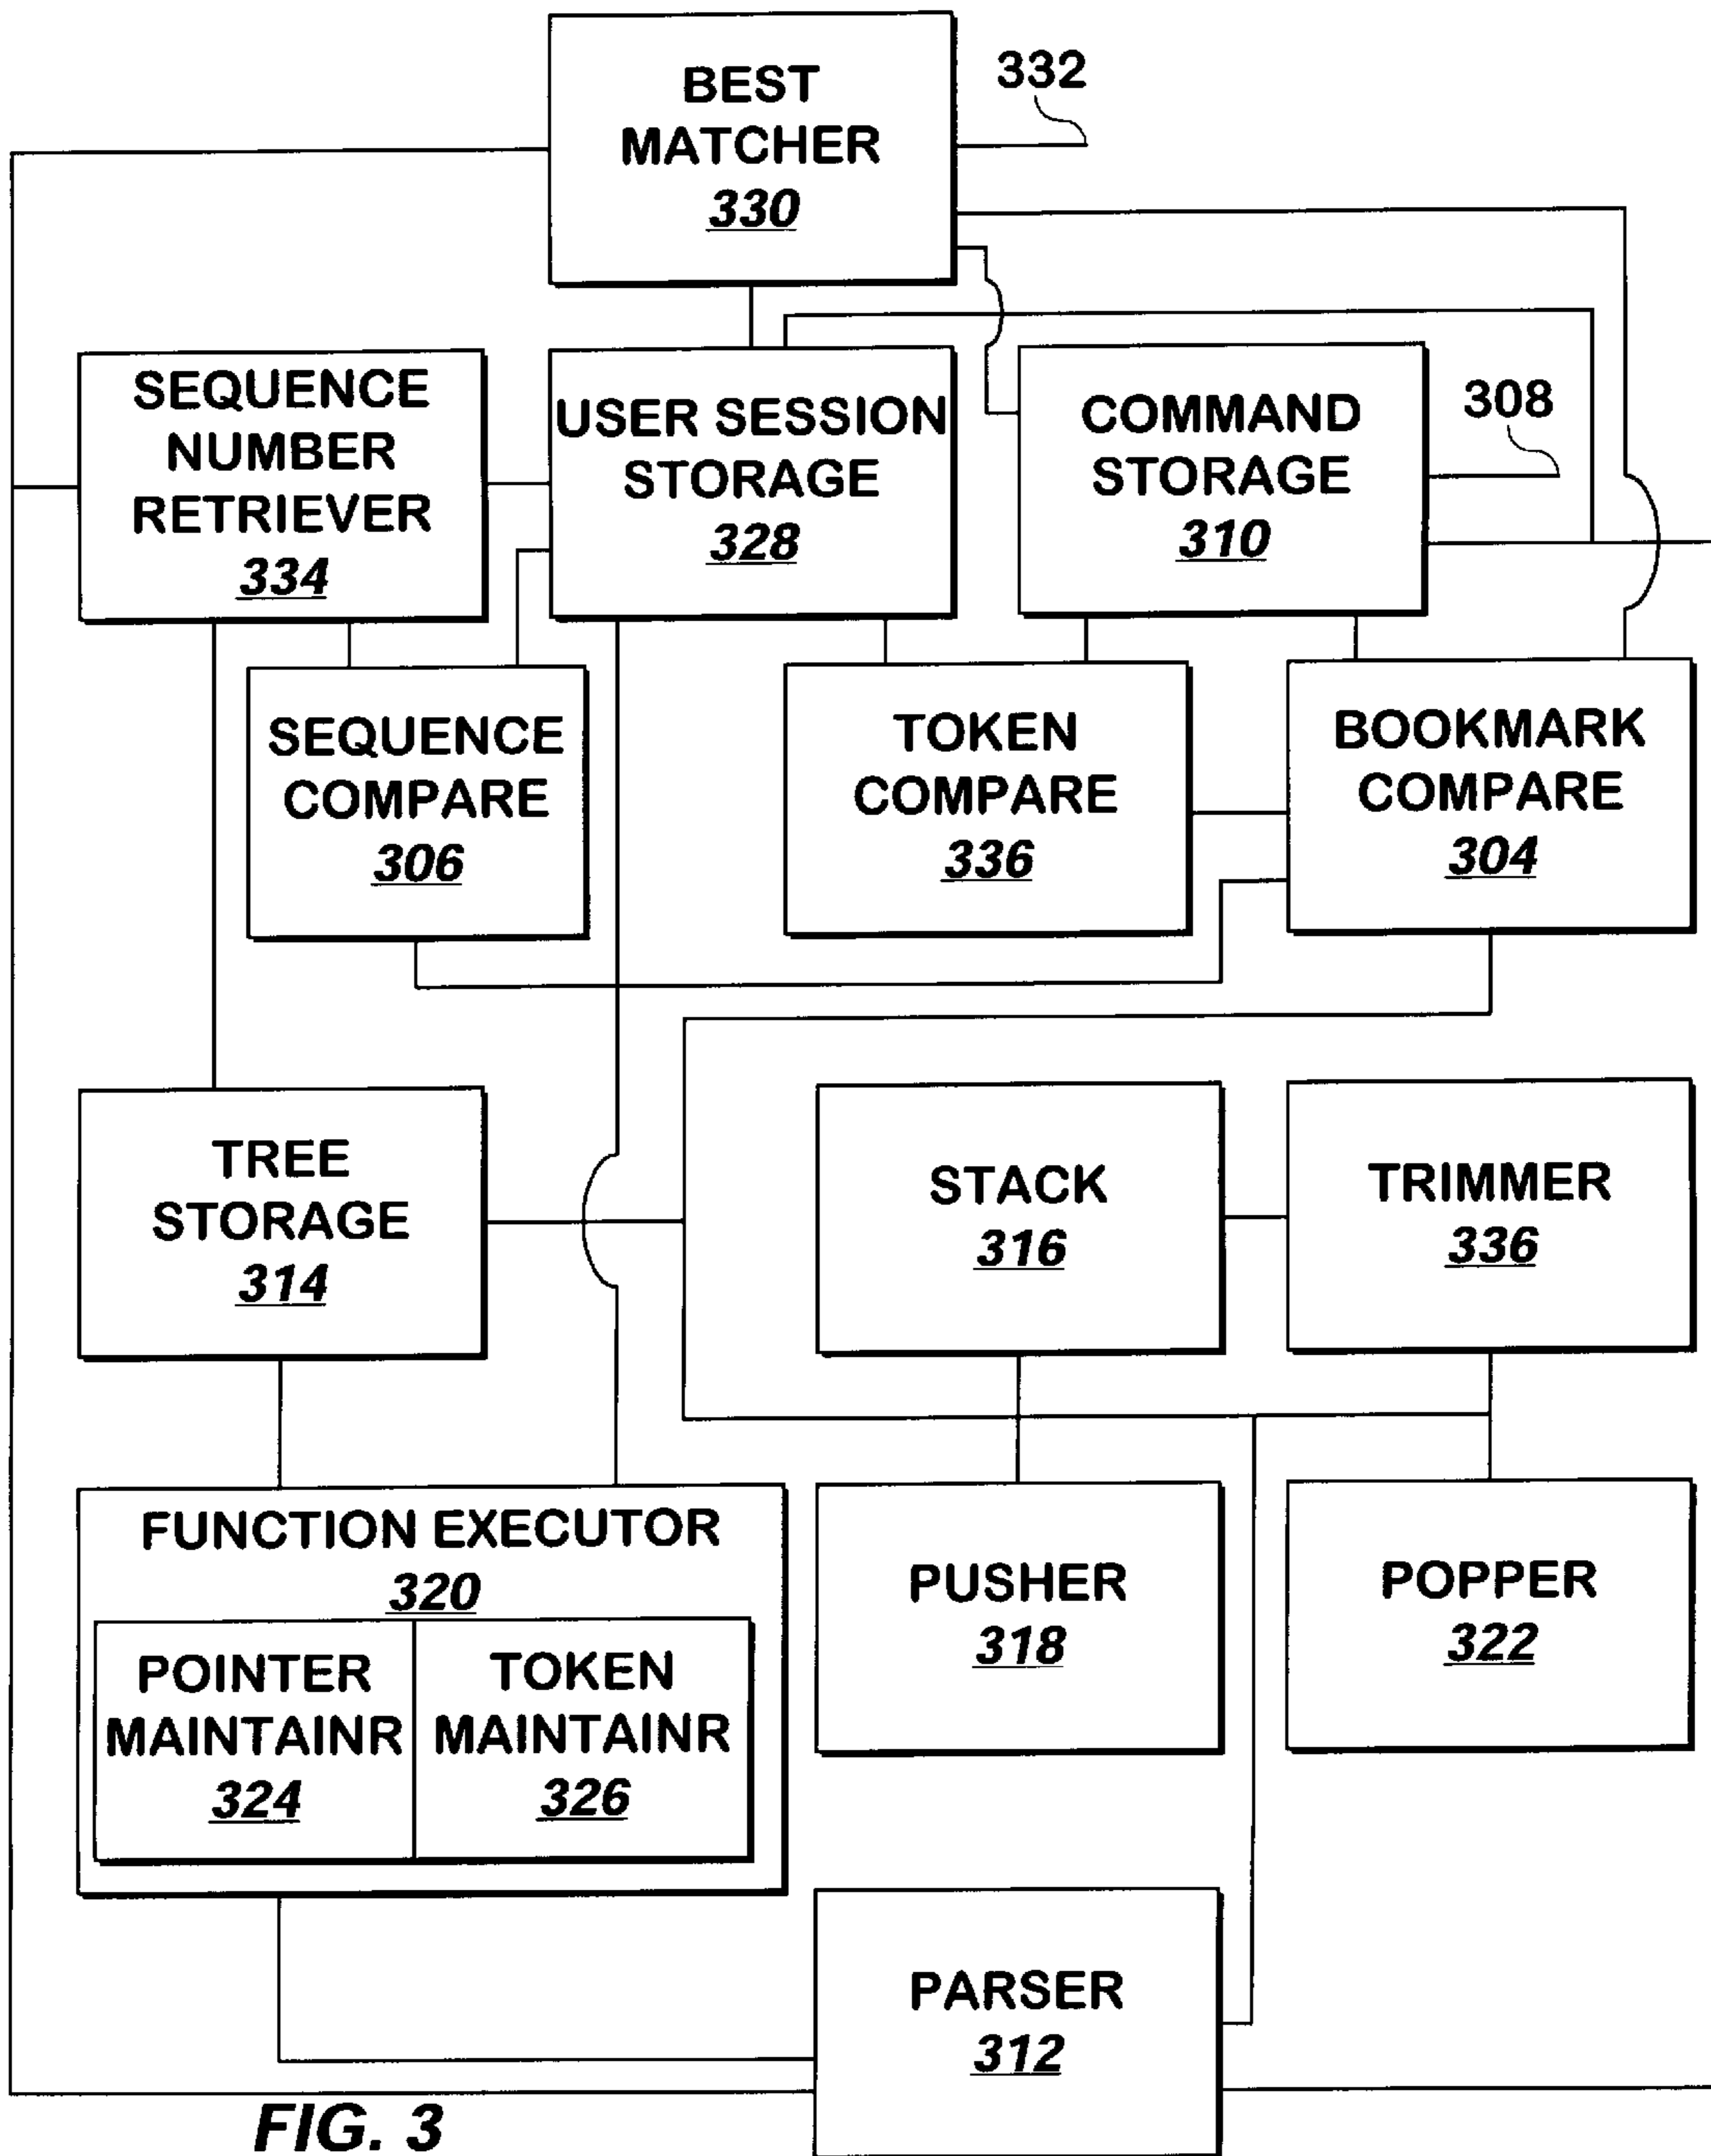 BEST
MATCHER
330
332
SEQUENCE
NUMBER
RETRIEVER
334
USER SESSION
STORAGE
328
COMMAND
STORAGE
310
308
SEQUENCE
COMPARE
306
TOKEN
COMPARE
336
BOOKMARK
COMPARE
304
TREE
STORAGE
314
STACK
316
TRIMMER
336
FUNCTION EXECUTOR
320
POINTER
MAINTAINR
324
TOKEN
MAINTAINR
326
PUSHER
318
POPPER
322
PARSER
312
FIG. 3